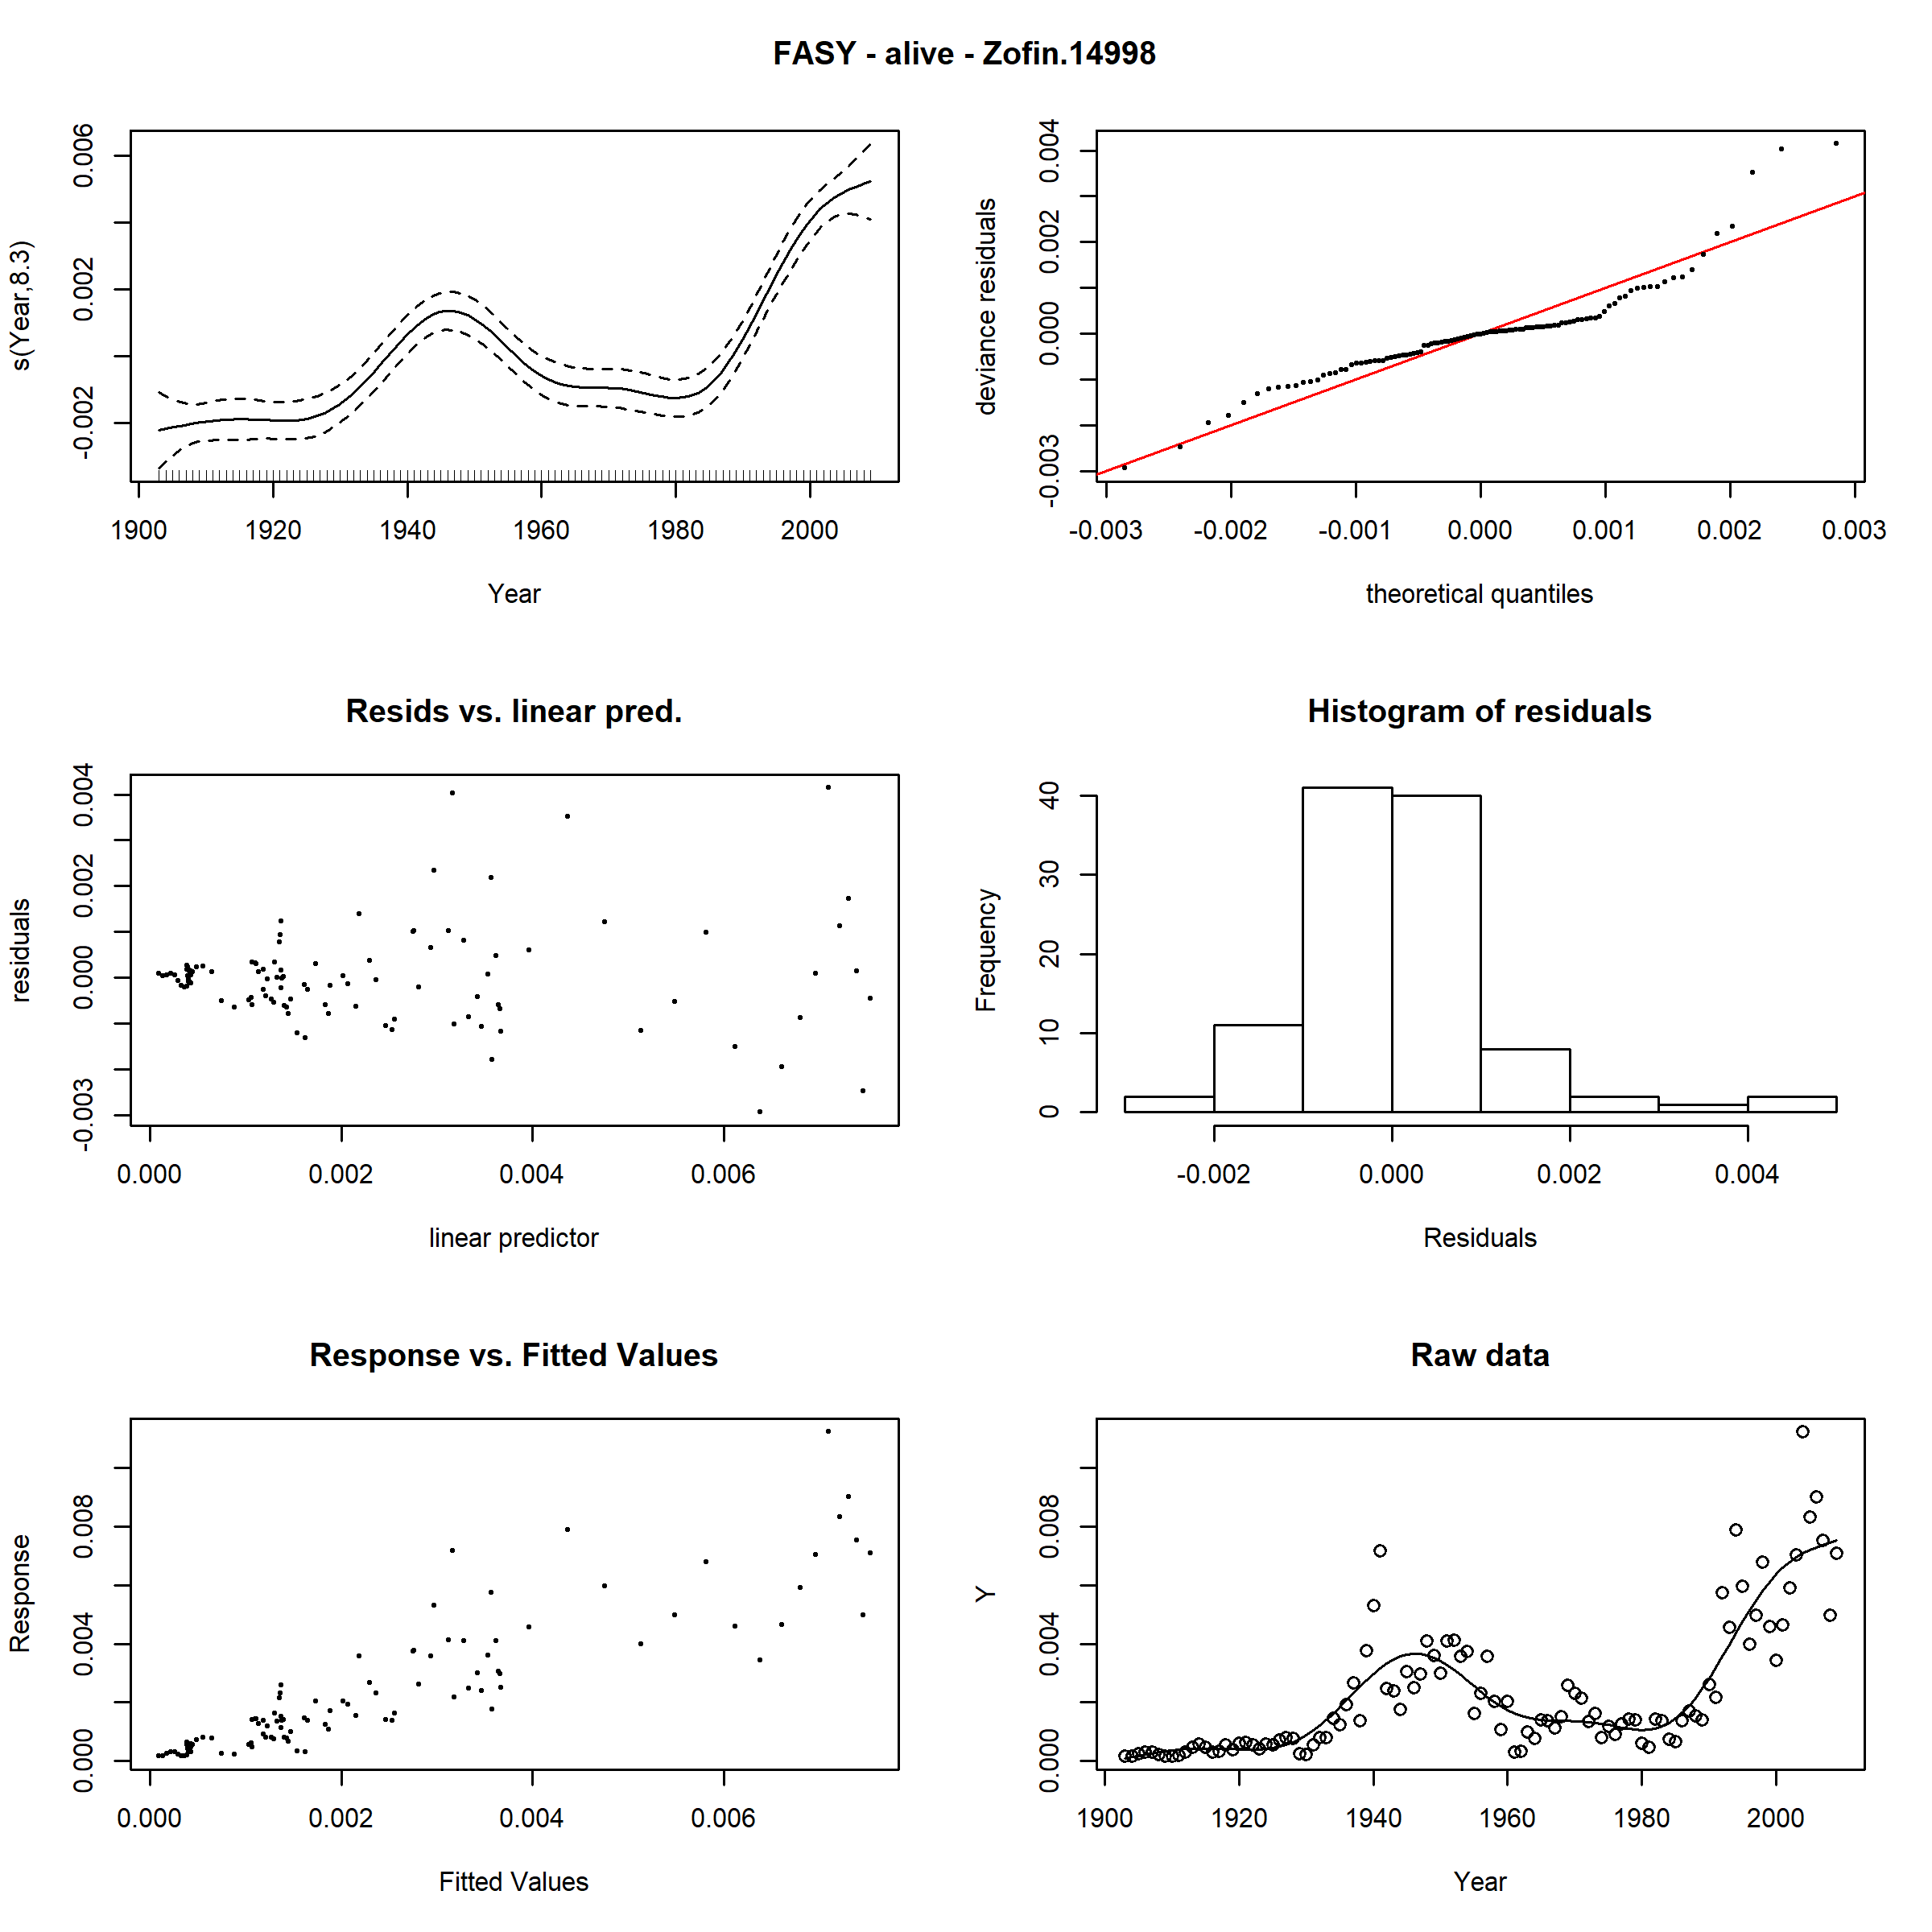 FASY - alive - Zofin.14998
s(Year,8.3)
-0.002 0.002 0.006
1900 1920 1940 1960 1980 2000
Year
deviance residuals
-0.003 0.000 0.002 0.004
-0.003 -0.002 -0.001 0.000 0.001 0.002 0.003
theoretical quantiles
Resids vs. linear pred.
residuals
-0.003 0.000 0.002 0.004
0.000 0.002 0.004 0.006
linear predictor
Histogram of residuals
Frequency
0 10 20 30 40
-0.002 0.000 0.002 0.004
Residuals
Response vs. Fitted Values
Response
0.000 0.004 0.008
0.000 0.002 0.004 0.006
Fitted Values
Raw data
Y
0.000 0.004 0.008
1900 1920 1940 1960 1980 2000
Year